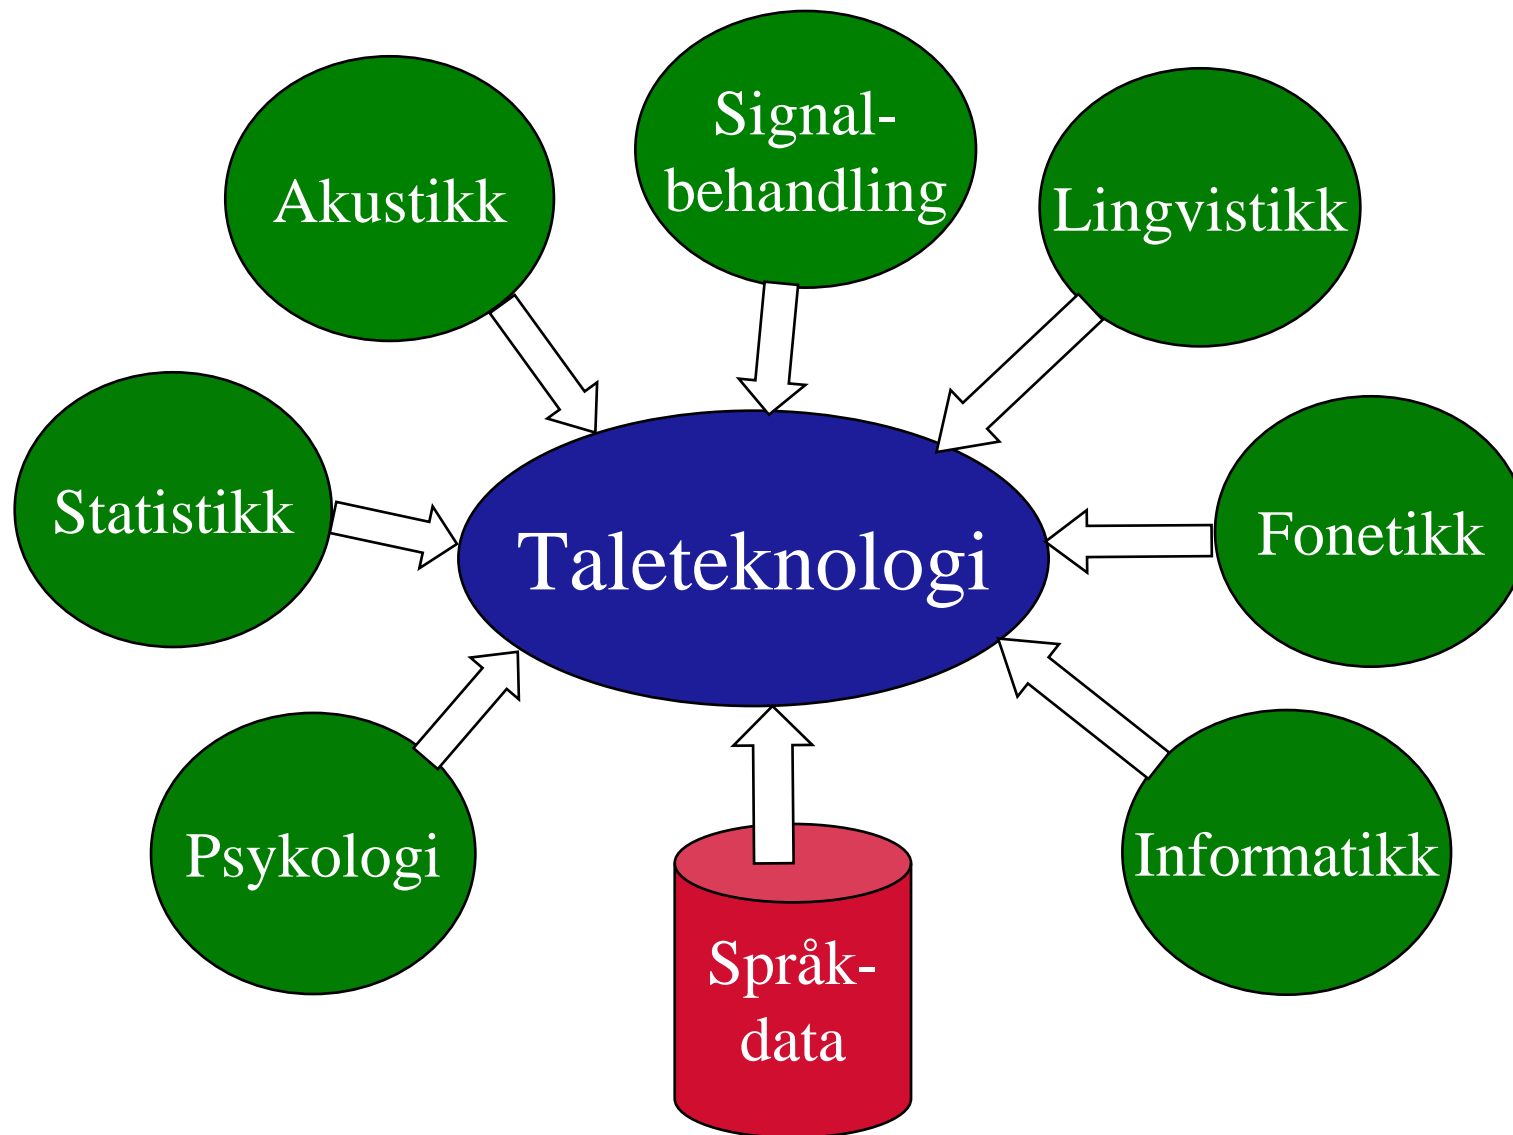 Signal-
behandling
Akustikk
Lingvistikk
Statistikk
Taleteknologi
Fonetikk
Psykologi
Informatikk
Språk-
data